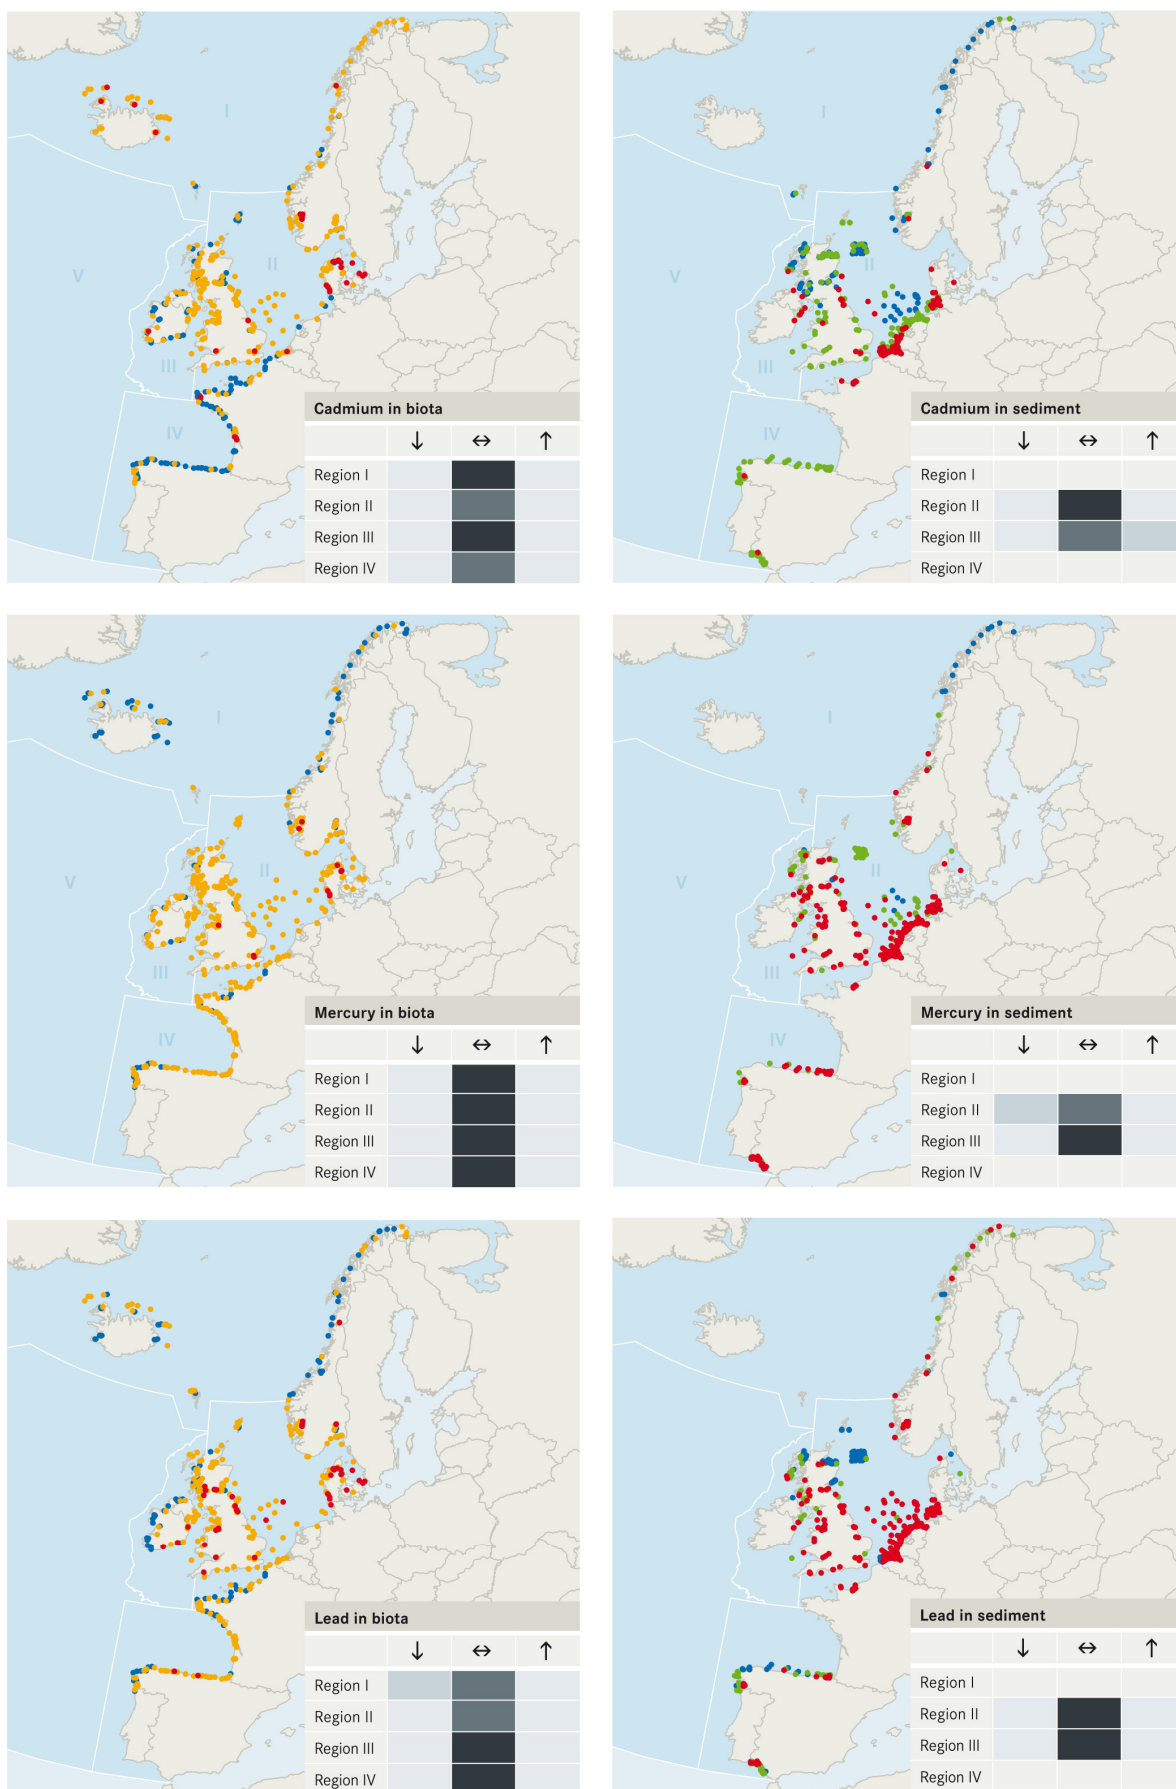 I
II
V
III
IV
Cadmium in biota
↓ ↔ ↑
Region I
Region II
Region III
Region IV
I
II
V
III
IV
Cadmium in sediment
↓ ↔ ↑
Region I
Region II
Region III
Region IV
I
II
V
III
IV
Mercury in biota
↓ ↔ ↑
Region I
Region II
Region III
Region IV
I
II
V
III
IV
Mercury in sediment
↓ ↔ ↑
Region I
Region II
Region III
Region IV
Lead in biota
↓ ↔ ↑
Region I
Region II
Region III
Region IV
Lead in sediment
↓ ↔ ↑
Region I
Region II
Region III
Region IV